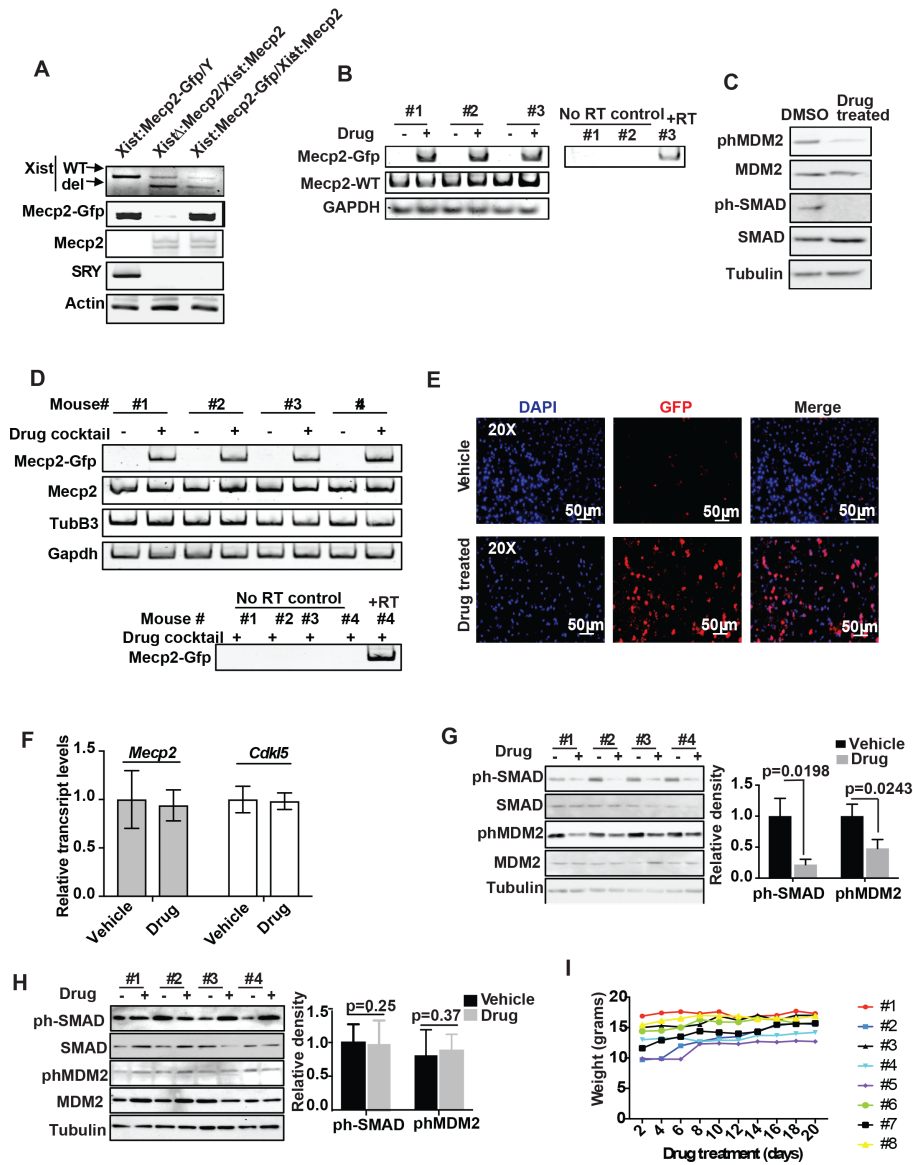 A
Xist:Mecp2-Gfp/Y
XistΔ:Mecp2/Xist:Mecp2
Xist:Mecp2-Gfp/Xist:Mecp2
Xist
WT
del
Mecp2-Gfp
Mecp2
SRY
Actin
B
#1 #2 #3
Drug - + - + - +
Mecp2-Gfp
Mecp2-WT
GAPDH
No RT control +RT
#1 #2 #3
C
DMSO Drug treated
phMDM2
MDM2
ph-SMAD
SMAD
Tubulin
D
Mouse# #1 #2 #3 #4
Drug cocktail - + - + - + - +
Mecp2-Gfp
Mecp2
TubB3
Gapdh
No RT control +RT
Mouse # #1 #2 #3 #4 #4
Drug cocktail + + + + +
Mecp2-Gfp
E
DAPI GFP Merge
Vehicle
20X
50µm 50µm 50µm
Drug treated
20X
50µm 50µm 50µm
F
Relative trancsript levels
Mecp2 Cdkl5
1.5
1.0
0.5
0.0
Vehicle Drug Vehicle Drug
G
#1 #2 #3 #4
Drug - + - + - + - +
ph-SMAD
SMAD
phMDM2
MDM2
Tubulin
Vehicle
Drug
p=0.0198
p=0.0243
Relative density
1.5
1.0
0.5
0.0
ph-SMAD phMDM2
H
#1 #2 #3 #4
Drug - + - + - + - +
ph-SMAD
SMAD
phMDM2
MDM2
Tubulin
p=0.25
p=0.37
Vehicle
Drug
Relative density
1.5
1.0
0.5
0.0
ph-SMAD phMDM2
I
Weight (grams)
20
15
10
5
0
2 4 6 8 10 12 14 16 18 20
Drug treatment (days)
#1
#2
#3
#4
#5
#6
#7
#8